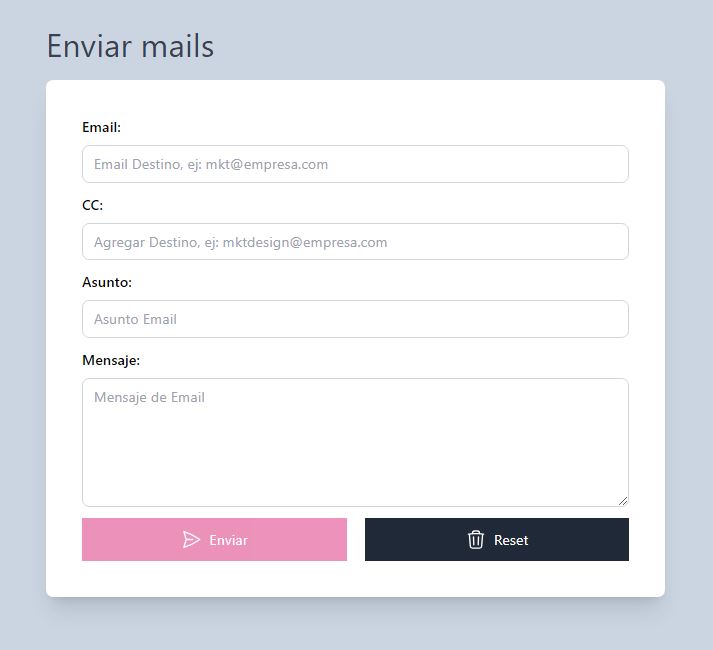 Enviar mails
Email:
Email Destino, ej: mkt@empresa.com
CC:
Agregar Destino, ej: mktdesign@empresa.com
Asunto:
Asunto Email
Mensaje:
Mensaje de Email
Enviar
Reset